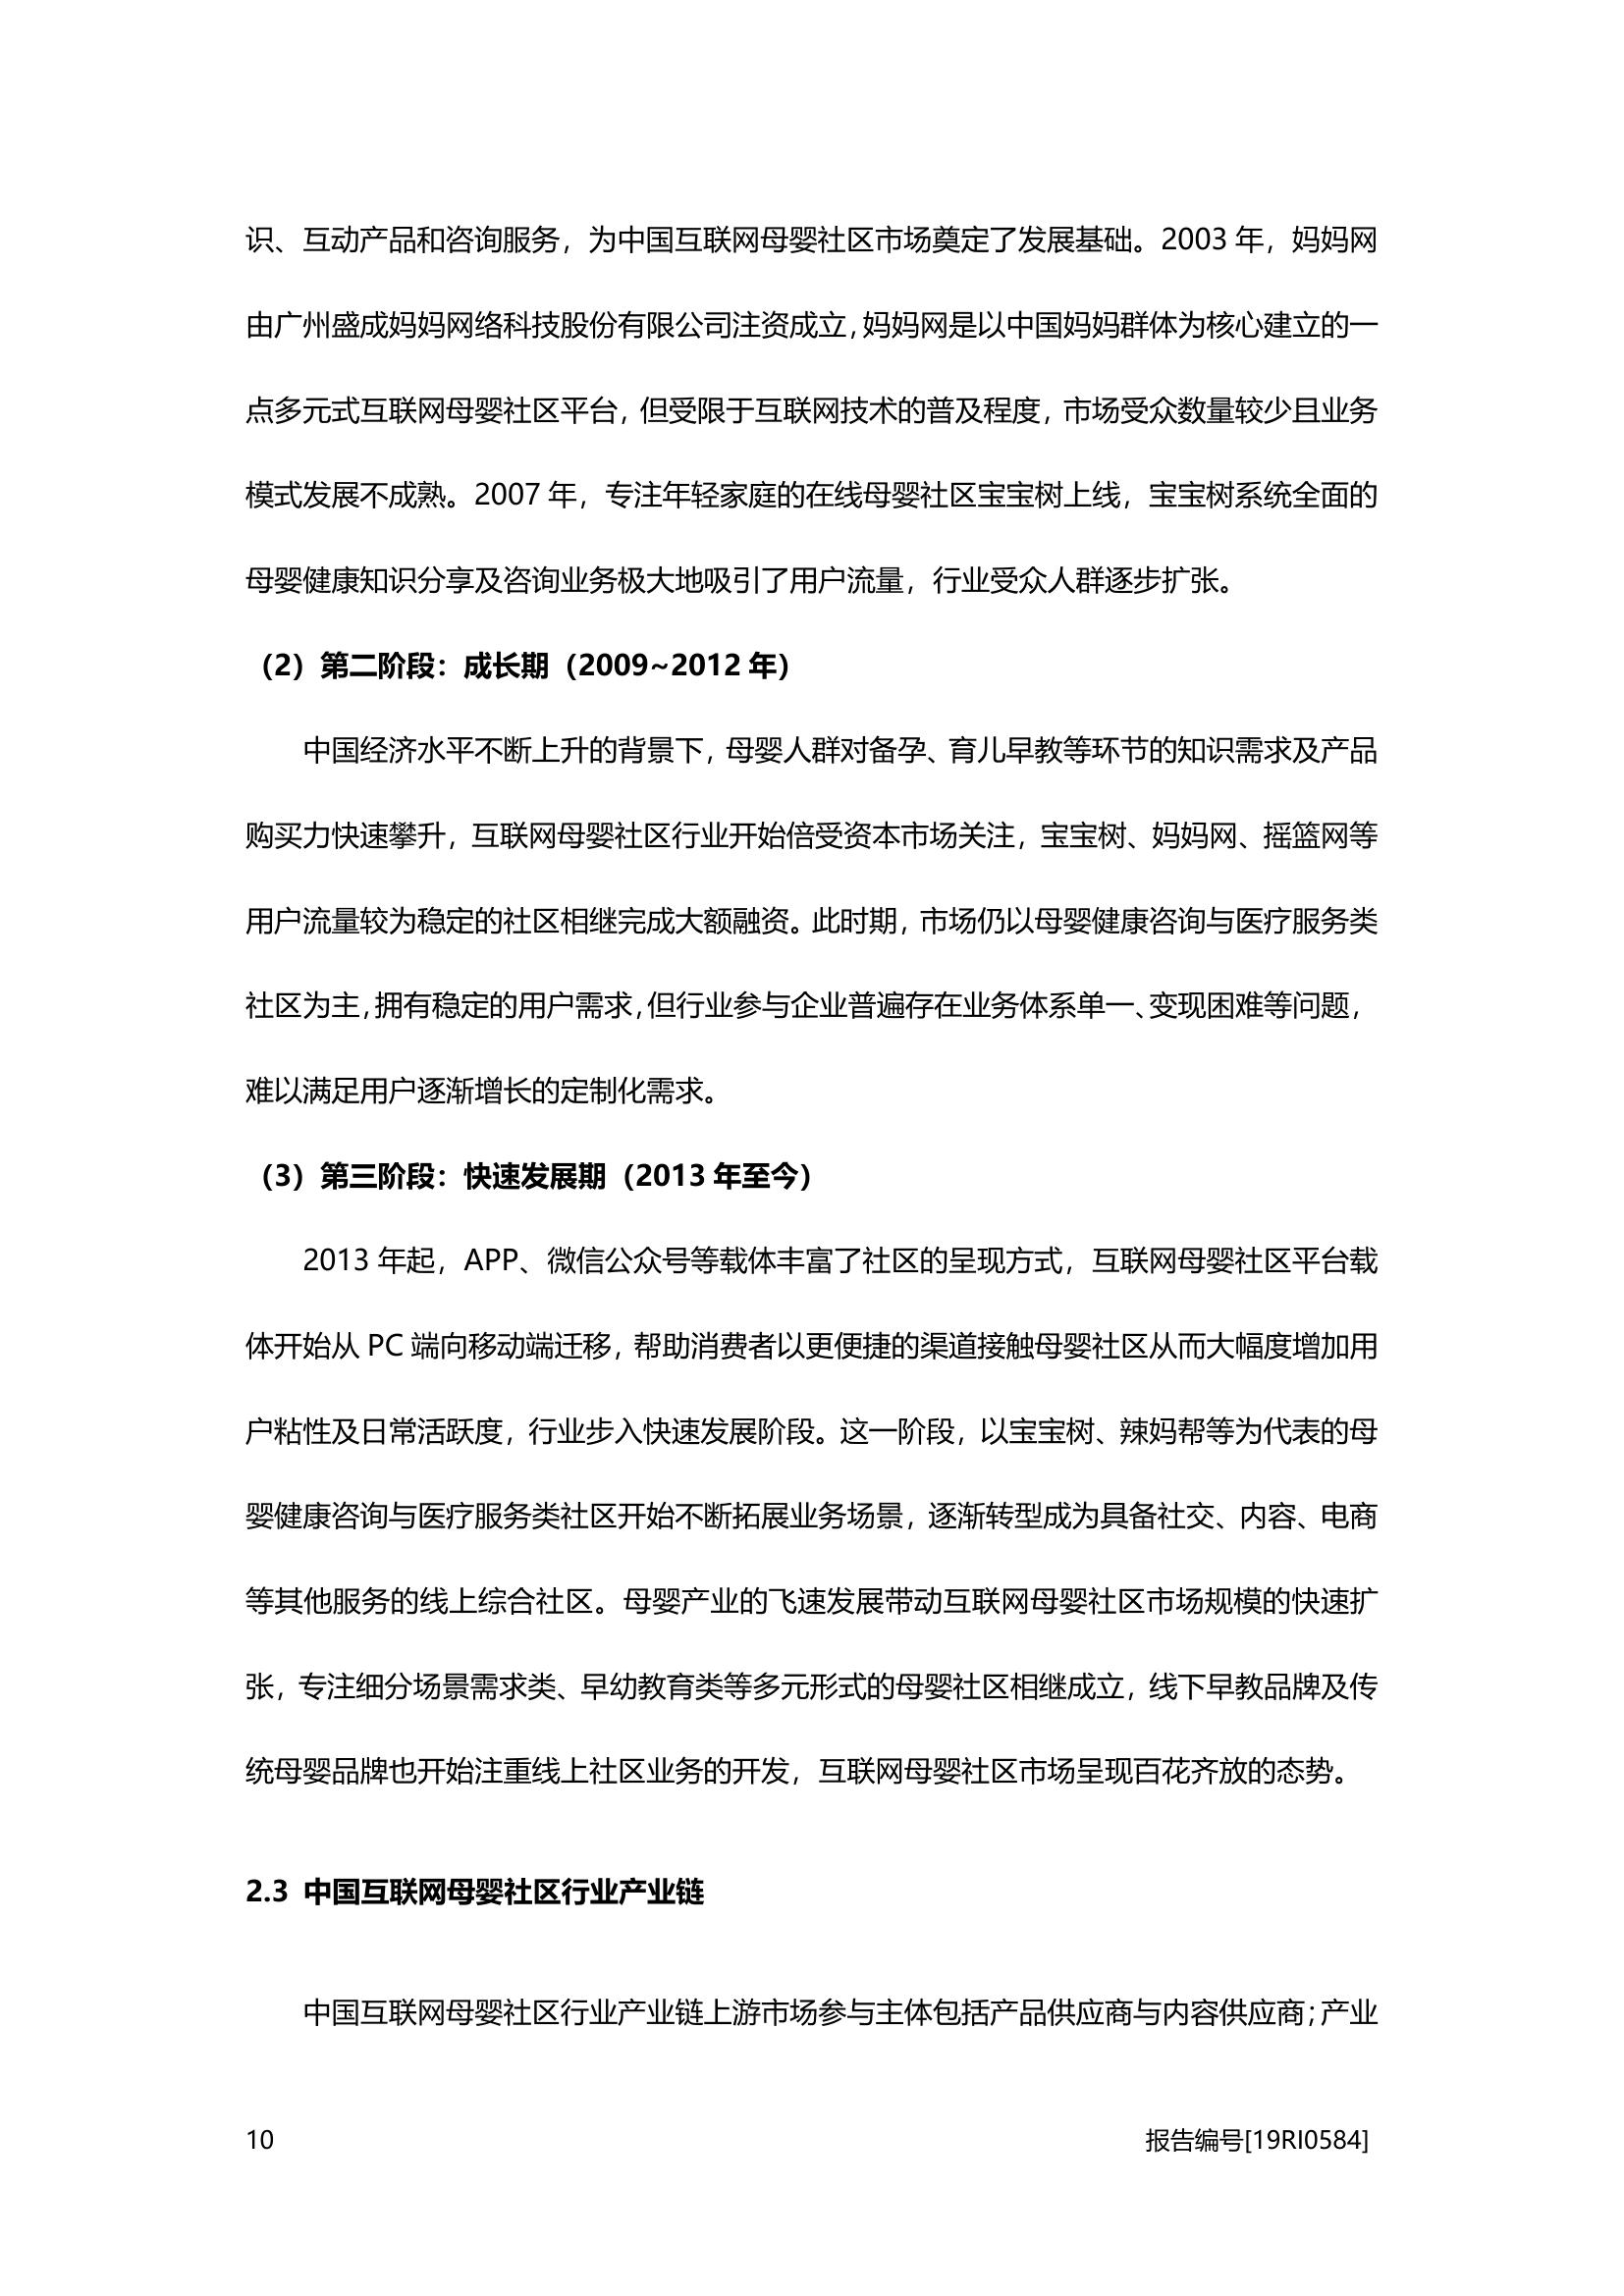 识、互动产品和咨询服务，为中国互联网母婴社区市场奠定了发展基础。2003 年，妈妈网
由广州盛成妈妈网络科技股份有限公司注资成立，妈妈网是以中国妈妈群体为核心建立的一
点多元式互联网母婴社区平台，但受限于互联网技术的普及程度，市场受众数量较少且业务
模式发展不成熟。2007 年，专注年轻家庭的在线母婴社区宝宝树上线，宝宝树系统全面的
母婴健康知识分享及咨询业务极大地吸引了用户流量，行业受众人群逐步扩张。
（2）第二阶段：成长期（2009~2012 年）
中国经济水平不断上升的背景下，母婴人群对备孕、育儿早教等环节的知识需求及产品
购买力快速攀升，互联网母婴社区行业开始倍受资本市场关注，宝宝树、妈妈网、摇篮网等
用户流量较为稳定的社区相继完成大额融资。此时期，市场仍以母婴健康咨询与医疗服务类
社区为主，拥有稳定的用户需求，但行业参与企业普遍存在业务体系单一、变现困难等问题，
难以满足用户逐渐增长的定制化需求。
（3）第三阶段：快速发展期（2013 年至今）
2013 年起，APP、微信公众号等载体丰富了社区的呈现方式，互联网母婴社区平台载
体开始从 PC 端向移动端迁移，帮助消费者以更便捷的渠道接触母婴社区从而大幅度增加用
户粘性及日常活跃度，行业步入快速发展阶段。这一阶段，以宝宝树、辣妈帮等为代表的母
婴健康咨询与医疗服务类社区开始不断拓展业务场景，逐渐转型成为具备社交、内容、电商
等其他服务的线上综合社区。母婴产业的飞速发展带动互联网母婴社区市场规模的快速扩
张，专注细分场景需求类、早幼教育类等多元形式的母婴社区相继成立，线下早教品牌及传
统母婴品牌也开始注重线上社区业务的开发，互联网母婴社区市场呈现百花齐放的态势。
2.3 中国互联网母婴社区行业产业链
中国互联网母婴社区行业产业链上游市场参与主体包括产品供应商与内容供应商；产业
10 报告编号[19RI0584]